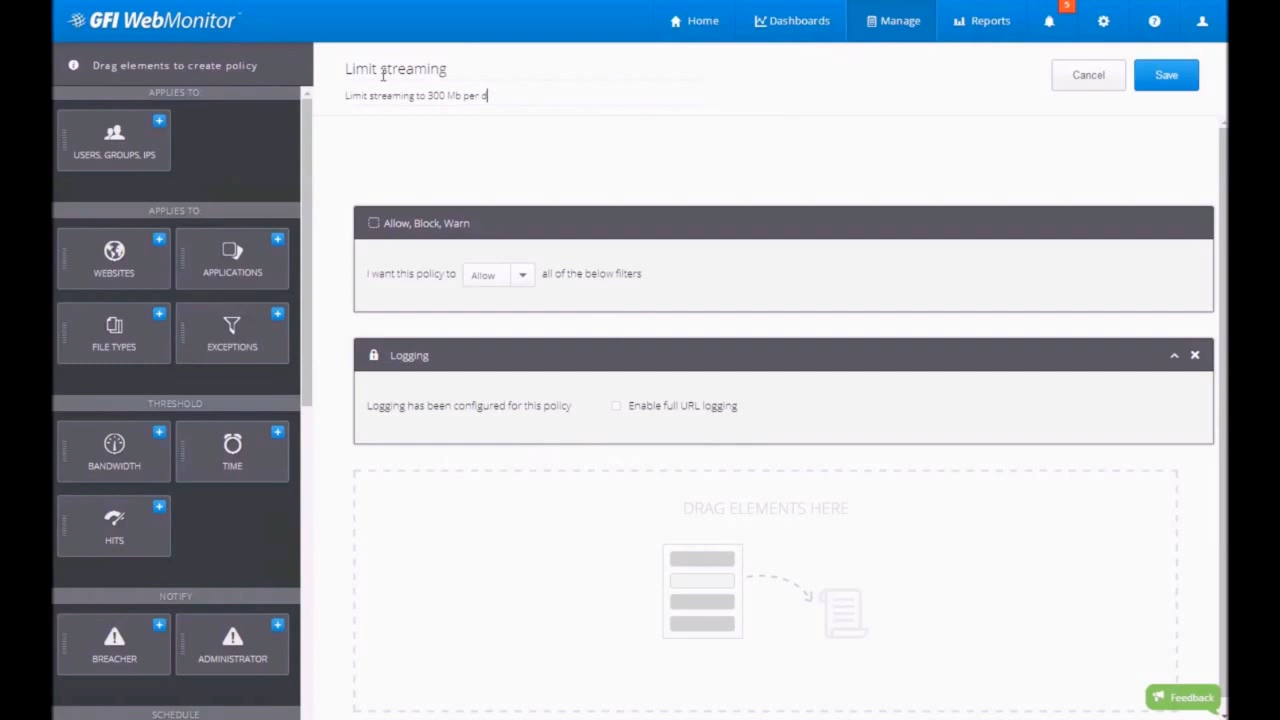 GFI WebMonitor™
Home
Dashboards
Manage
Reports
5
?
Drag elements to create policy
APPLIES TO:
USERS, GROUPS, IPS
APPLIES TO:
WEBSITES
APPLICATIONS
FILE TYPES
EXCEPTIONS
THRESHOLD
BANDWIDTH
TIME
HITS
NOTIFY
BREACHER
ADMINISTRATOR
SCHEDULE
Limit streaming
Limit streaming to 300 Mb per d
Cancel
Save
Allow, Block, Warn
I want this policy to Allow all of the below filters
Logging
Logging has been configured for this policy Enable full URL logging
DRAG ELEMENTS HERE
Feedback